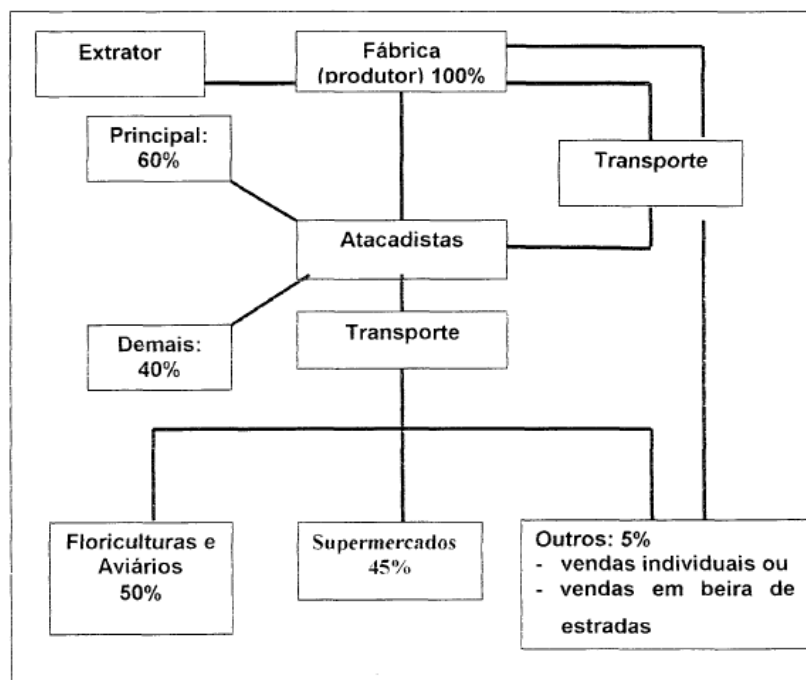 Extrator
Fábrica
(produtor) 100%
Principal:
60%
Transporte
Atacadistas
Transporte
Demais:
40%
Floriculturas e
Aviários
50%
Supermercados
45%
Outros: 5%
- vendas individuais ou
- vendas em beira de
estradas